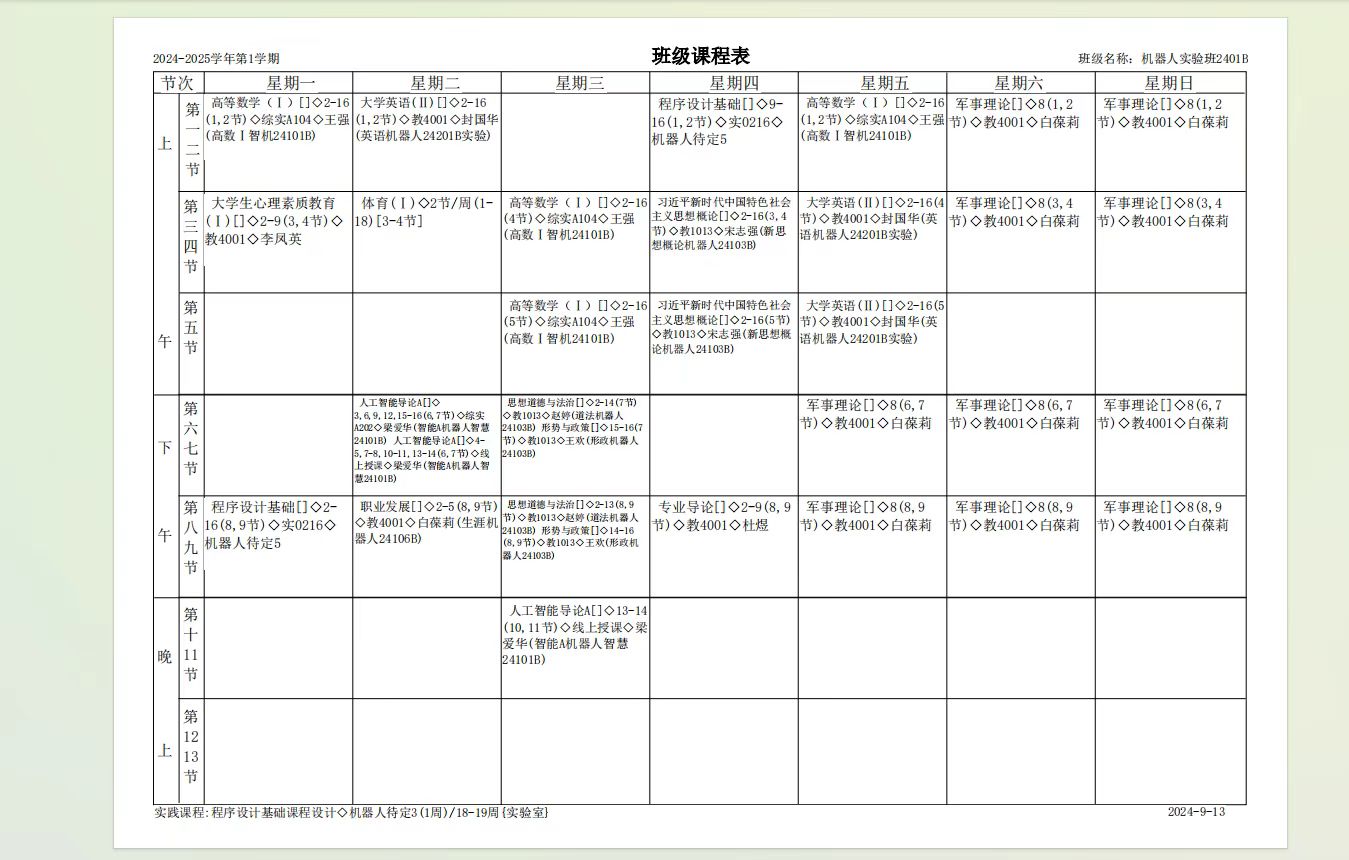 2024-2025学年第1学期
班级课程表
班级名称: 机器人实验班2401B
节次 星期一 星期二 星期三 星期四 星期五 星期六 星期日
上
第一二节
高等数学(Ⅰ)[]◇2-16
(1,2节)◇综实A104◇王强
(高数Ⅰ智机24101B)
大学英语(Ⅱ)[]◇2-16
(1,2节)◇教4001◇封国华
(英语机器人24201B实验)
程序设计基础[]◇9-
16(1,2节)◇实0216◇
机器人待定5
高等数学(Ⅰ)[]◇2-16
(1,2节)◇综实A104◇王强
(高数Ⅰ智机24101B)
军事理论[]◇8(1,2
节)◇教4001◇白葆莉
军事理论[]◇8(1,2
节)◇教4001◇白葆莉
第三四节
大学生心理素质教育
(Ⅰ)[]◇2-9(3,4节)◇
教4001◇李凤英
体育(Ⅰ)◇2节/周(1-
18)[3-4节]
高等数学(Ⅰ)[]◇2-16
(4节)◇综实A104◇王强
(高数Ⅰ智机24101B)
习近平新时代中国特色社会
主义思想概论[]◇2-16(3,4
节)◇教1013◇宋志强(新思
想概论机器人24103B)
大学英语(Ⅱ)[]◇2-16(4
节)◇教4001◇封国华(英
语机器人24201B实验)
军事理论[]◇8(3,4
节)◇教4001◇白葆莉
军事理论[]◇8(3,4
节)◇教4001◇白葆莉
午
第五节
高等数学(Ⅰ)[]◇2-16
(5节)◇综实A104◇王强
(高数Ⅰ智机24101B)
习近平新时代中国特色社会
主义思想概论[]◇2-16(5节)
◇教1013◇宋志强(新思想概
论机器人24103B)
大学英语(Ⅱ)[]◇2-16(5
节)◇教4001◇封国华(英
语机器人24201B实验)
下
第六七节
人工智能导论A[]◇
3,6,9,12,15-16(6,7节)◇综实
A202◇梁爱华(智能A机器人智慧
24101B) 人工智能导论A[]◇4-
5,7-8,10-11,13-14(6,7节)◇线
上授课◇梁爱华(智能A机器人智
慧24101B)
思想道德与法治[]◇2-14(7节)
◇教1013◇赵婷(道法机器人
24103B) 形势与政策[]◇15-16(7
节)◇教1013◇王欢(形政机器人
24103B)
军事理论[]◇8(6,7
节)◇教4001◇白葆莉
军事理论[]◇8(6,7
节)◇教4001◇白葆莉
军事理论[]◇8(6,7
节)◇教4001◇白葆莉
午
第八九节
程序设计基础[]◇2-
16(8,9节)◇实0216◇
机器人待定5
职业发展[]◇2-5(8,9节)
◇教4001◇白葆莉(生涯机
器人24106B)
思想道德与法治[]◇2-13(8,9
节)◇教1013◇赵婷(道法机器人
24103B) 形势与政策[]◇14-16
(8,9节)◇教1013◇王欢(形政机
器人24103B)
专业导论[]◇2-9(8,9
节)◇教4001◇杜煜
军事理论[]◇8(8,9
节)◇教4001◇白葆莉
军事理论[]◇8(8,9
节)◇教4001◇白葆莉
军事理论[]◇8(8,9
节)◇教4001◇白葆莉
晚
第十11节
人工智能导论A[]◇13-14
(10,11节)◇线上授课◇梁
爱华(智能A机器人智慧
24101B)
上
第1213节
实践课程:程序设计基础课程设计◇机器人待定3(1周)/18-19周{实验室}
2024-9-13